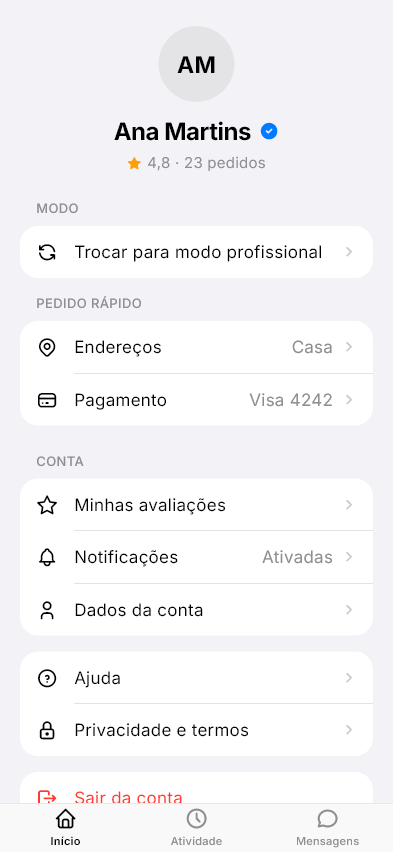 AM
Ana Martins
4,8 · 23 pedidos
MODO
Trocar para modo profissional
PEDIDO RÁPIDO
Endereços Casa
Pagamento Visa 4242
CONTA
Minhas avaliações
Notificações Ativadas
Dados da conta
Ajuda
Privacidade e termos
Sair da conta
Início Atividade Mensagens